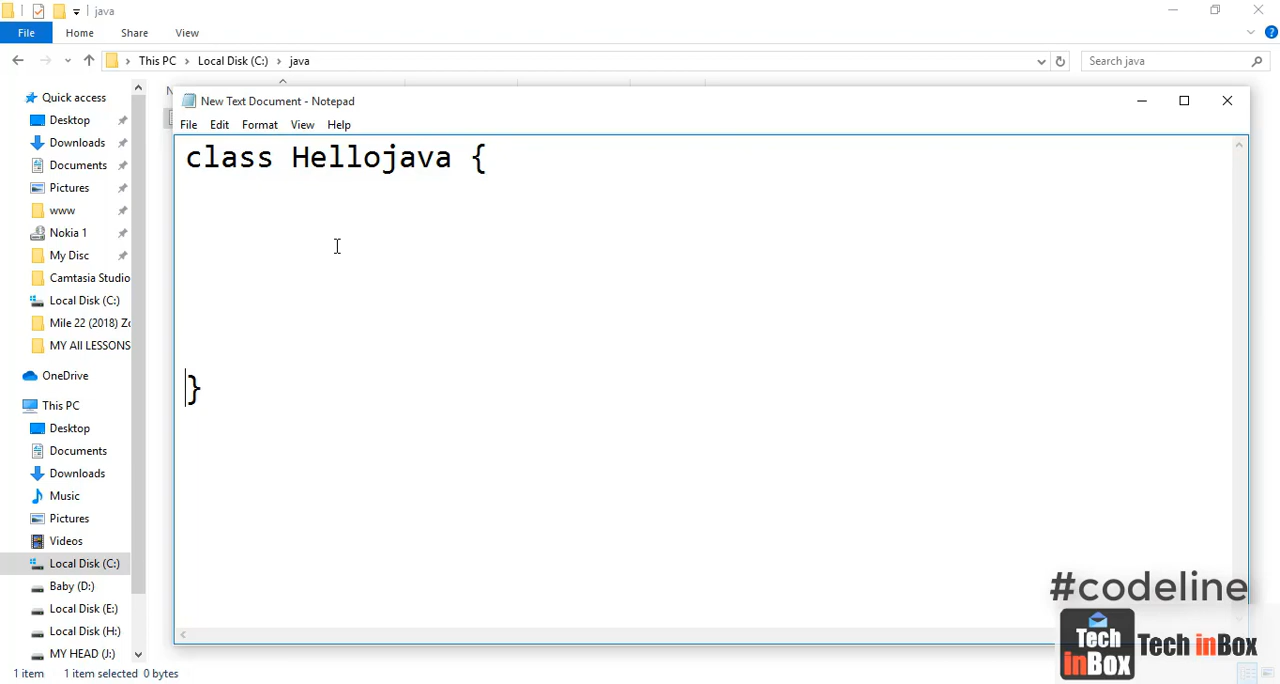 java
File
Home
Share
View
This PC
Local Disk (C:)
java
Search java
Quick access
Desktop
Downloads
Documents
Pictures
www
Nokia 1
My Disc
Camtasia Studio
Local Disk (C:)
Mile 22 (2018) Zo
MY All LESSONS
OneDrive
This PC
Desktop
Documents
Downloads
Music
Pictures
Videos
Local Disk (C:)
Baby (D:)
Local Disk (E:)
Local Disk (H:)
MY HEAD (J:)
1 item 1 item selected 0 bytes
New Text Document - Notepad
File Edit Format View Help
class Hellojava {
}
#codeline
Tech
inBox
Tech inBox